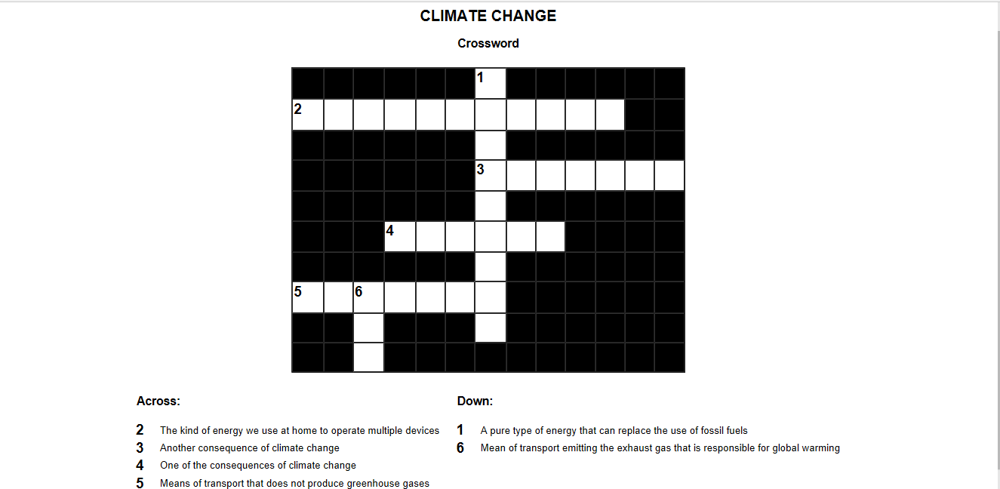 CLIMATE CHANGE
Crossword
1
2
3
4
5 6
Across:
2 The kind of energy we use at home to operate multiple devices
3 Another consequence of climate change
4 One of the consequences of climate change
5 Means of transport that does not produce greenhouse gases
Down:
1 A pure type of energy that can replace the use of fossil fuels
6 Mean of transport emitting the exhaust gas that is responsible for global warming